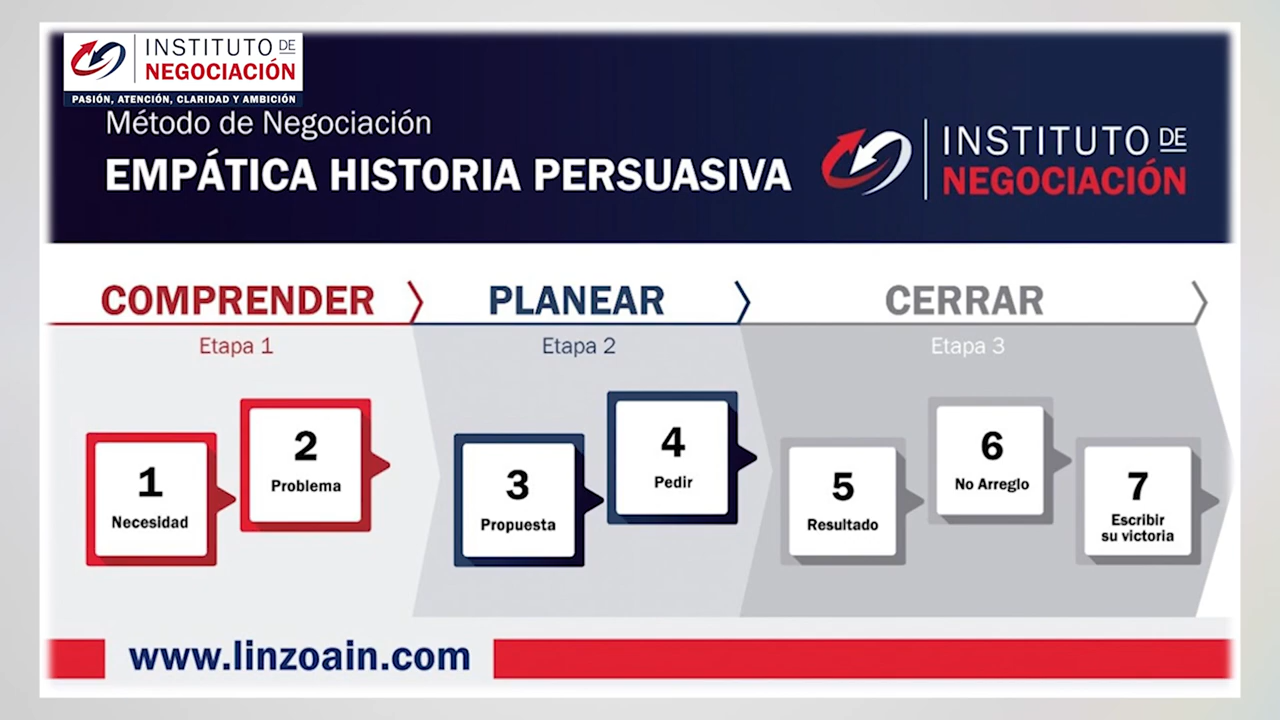 INSTITUTO DE
NEGOCIACIÓN
PASIÓN, ATENCIÓN, CLARIDAD Y AMBICIÓN
Método de Negociación
EMPÁTICA HISTORIA PERSUASIVA
INSTITUTO DE
NEGOCIACIÓN
COMPRENDER
Etapa 1
1
Necesidad
2
Problema
PLANEAR
Etapa 2
3
Propuesta
4
Pedir
CERRAR
Etapa 3
5
Resultado
6
No Arreglo
7
Escribir
su victoria
www.linzoain.com